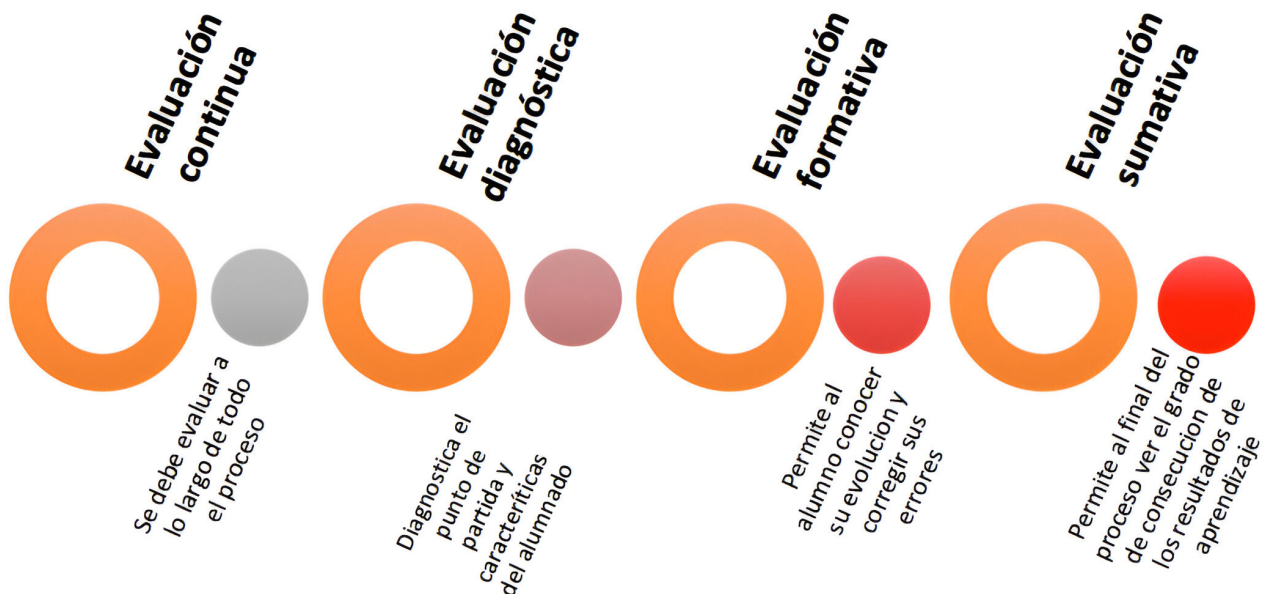 Evaluación
continua
Se debe evaluar a
lo largo de todo
el proceso
Evaluación
diagnóstica
Diagnostica el
punto de
partida y
caracteríticas
del alumnado
Evaluación
formativa
Permite al
alumno conocer
su evolucion y
corregir sus
errores
Evaluación
sumativa
Permite al final del
proceso ver el grado
de consecucion de
los resultados de
aprendizaje